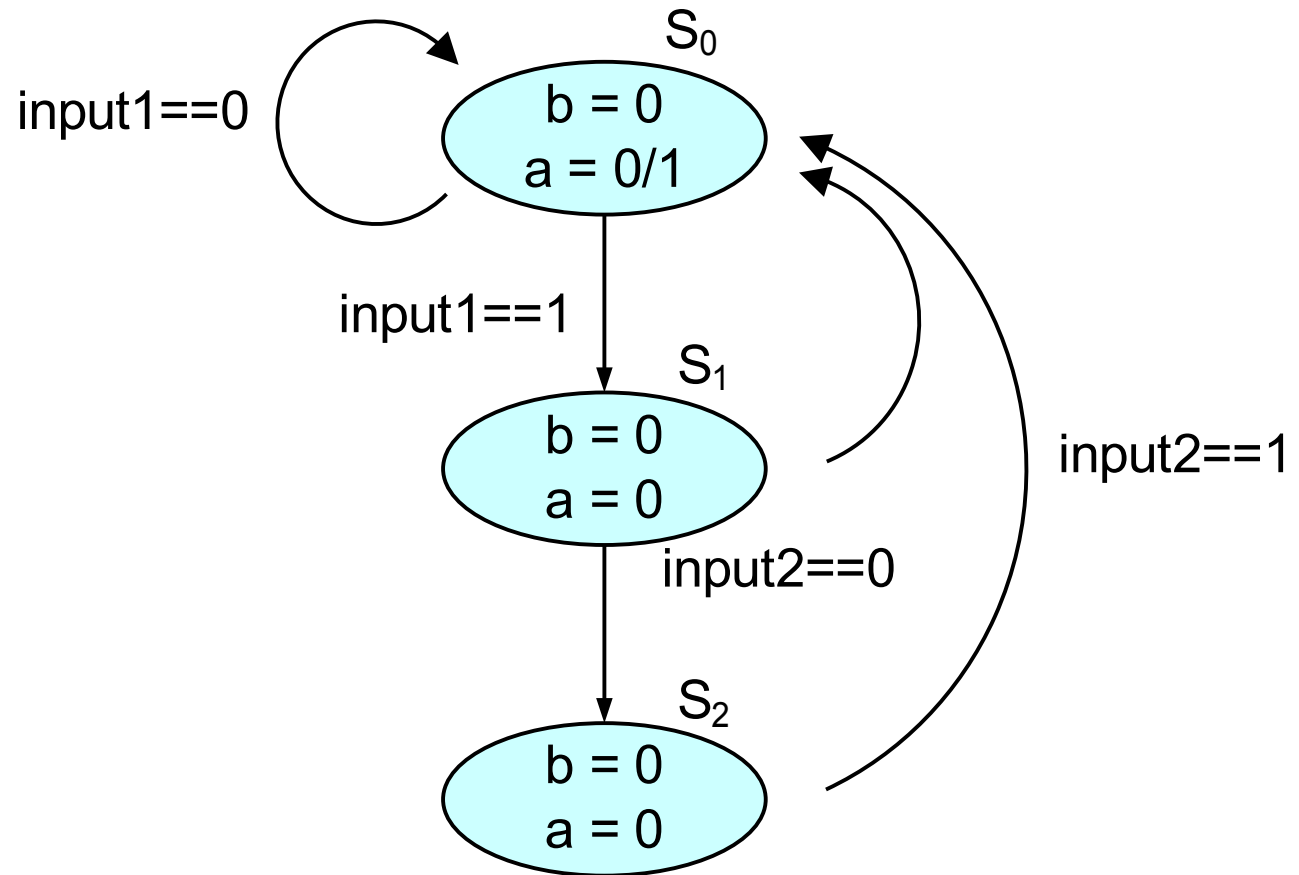 S₀
b = 0
a = 0/1
input1==0
input1==1
S₁
b = 0
a = 0
input2==1
input2==0
S₂
b = 0
a = 0